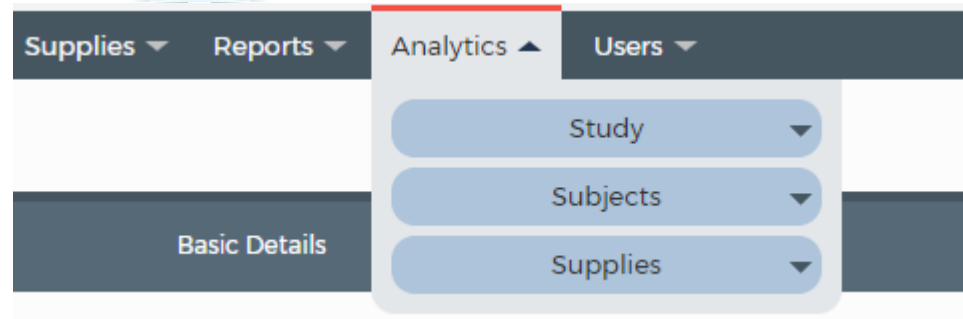 Supplies Reports Analytics Users
Study
Subjects
Basic Details
Supplies